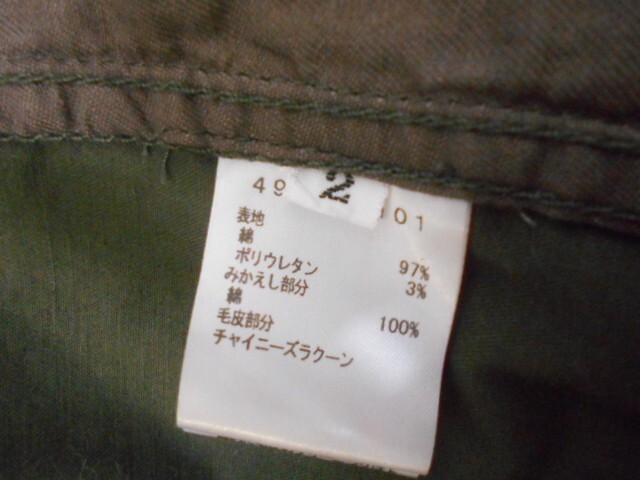 2
49 01
表地
綿 97%
ポリウレタン 3%
みかえし部分
綿 100%
毛皮部分
チャイニーズラクーン